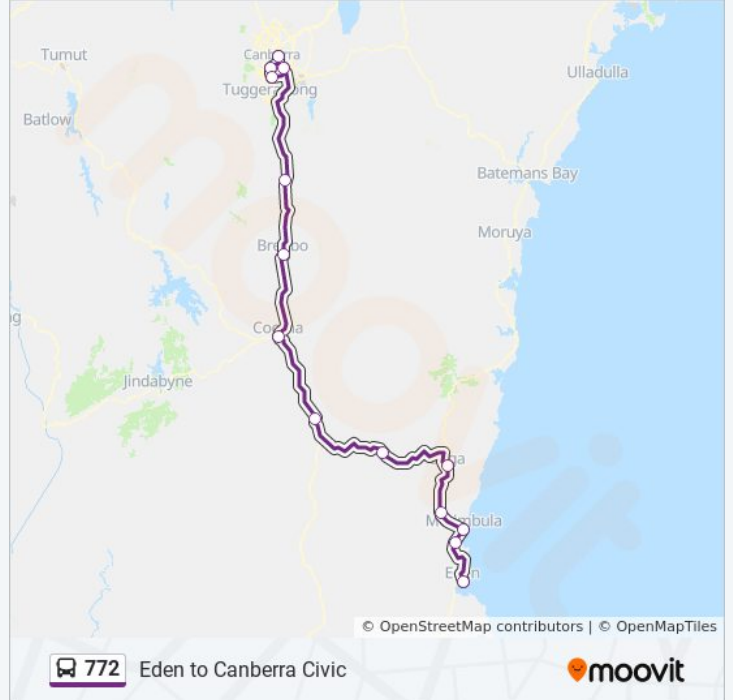 Tumut
Canberra
Ulladulla
Tuggeranong
Batlow
Batemans Bay
Moruya
Jindabyne
© OpenStreetMap contributors | © OpenMapTiles
772 Eden to Canberra Civic moovit